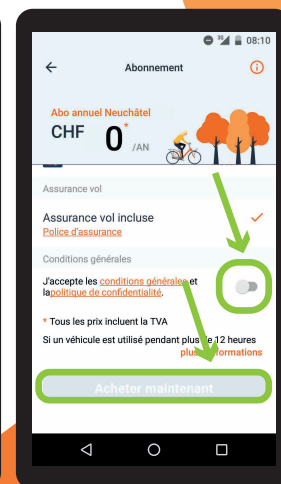 3G 08:10
Abonnement
Abo annuel Neuchâtel
CHF 0* /AN
Assurance vol
Assurance vol incluse
Police d'assurance
Conditions générales
J'accepte les conditions générales et
lapolitique de confidentialité.
* Tous les prix incluent la TVA
Si un véhicule est utilisé pendant plus de 12 heures
plus d'informations
Acheter maintenant